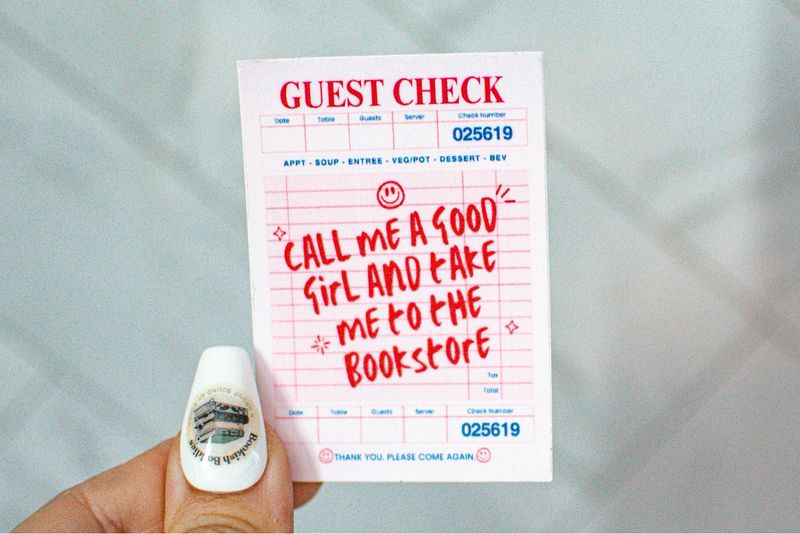 GUEST CHECK
Date Table Guests Server Check Number
025619
APPT - SOUP - ENTREE - VEG/POT - DESSERT - BEV
CALL ME A GOOD
GIRL AND TAKE
ME TO THE
BOOKSTORE
Tax
Total
Date Table Guests Server Check Number
025619
THANK YOU. PLEASE COME AGAIN.
Bookish